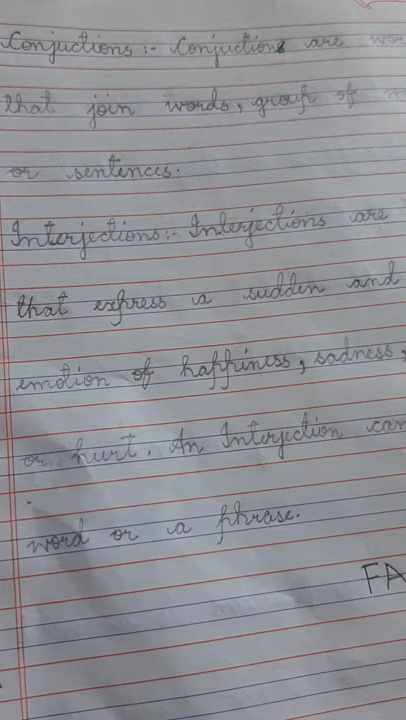 Conjuctions :- Conjuctions are
that join words, group of
or sentences.
Interjections:- Interjections are
that express a sudden and
emotion of happiness, sadness,
or hurt. An Interjection can
word or a phrase.
FA